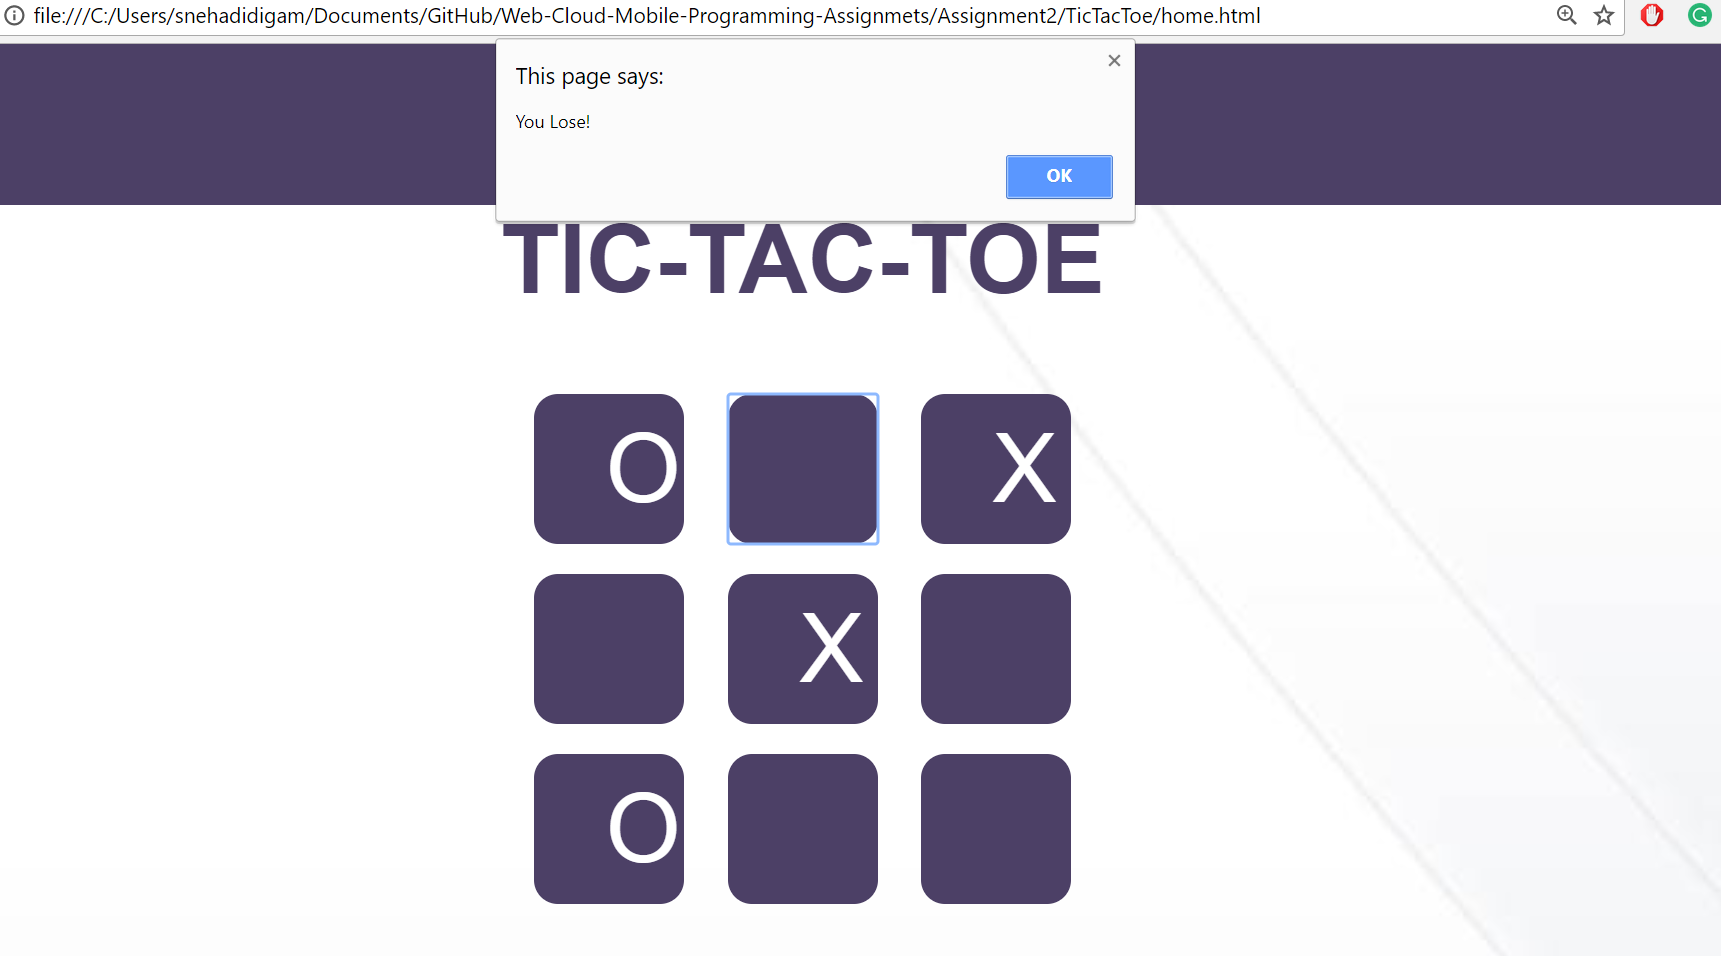 file:///C:/Users/snehadidigam/Documents/GitHub/Web-Cloud-Mobile-Programming-Assignmets/Assignment2/TicTacToe/home.html
This page says:
You Lose!
OK
TIC-TAC-TOE
O X
X
O